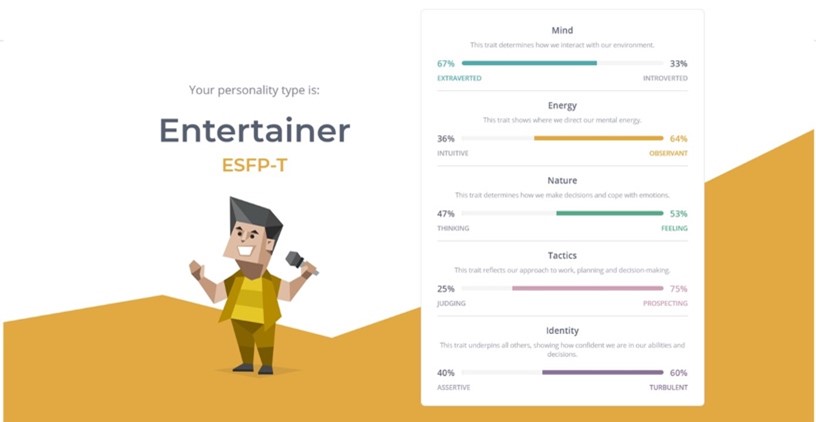 Your personality type is:
Entertainer
ESFP-T
Mind
This trait determines how we interact with our environment.
67% 33%
EXTRAVERTED INTROVERTED
Energy
This trait shows where we direct our mental energy.
36% 64%
INTUITIVE OBSERVANT
Nature
This trait determines how we make decisions and cope with emotions.
47% 53%
THINKING FEELING
Tactics
This trait reflects our approach to work, planning and decision-making.
25% 75%
JUDGING PROSPECTING
Identity
This trait underpins all others, showing how confident we are in our abilities and
decisions.
40% 60%
ASSERTIVE TURBULENT